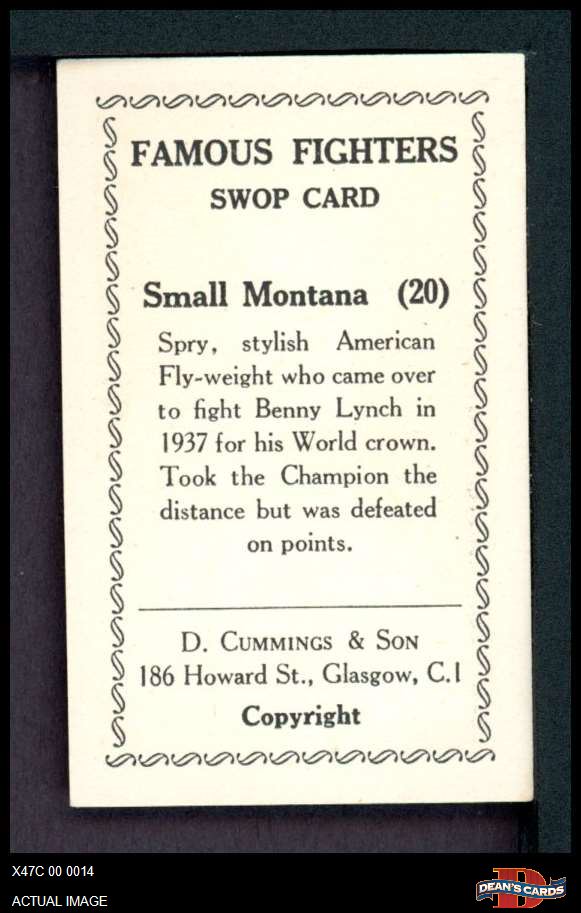 FAMOUS FIGHTERS
SWOP CARD
Small Montana (20)
Spry, stylish American
Fly-weight who came over
to fight Benny Lynch in
1937 for his World crown.
Took the Champion the
distance but was defeated
on points.
D. CUMMINGS & SON
186 Howard St., Glasgow, C.1
Copyright
X47C 00 0014
ACTUAL IMAGE
D
DEAN'S CARDS